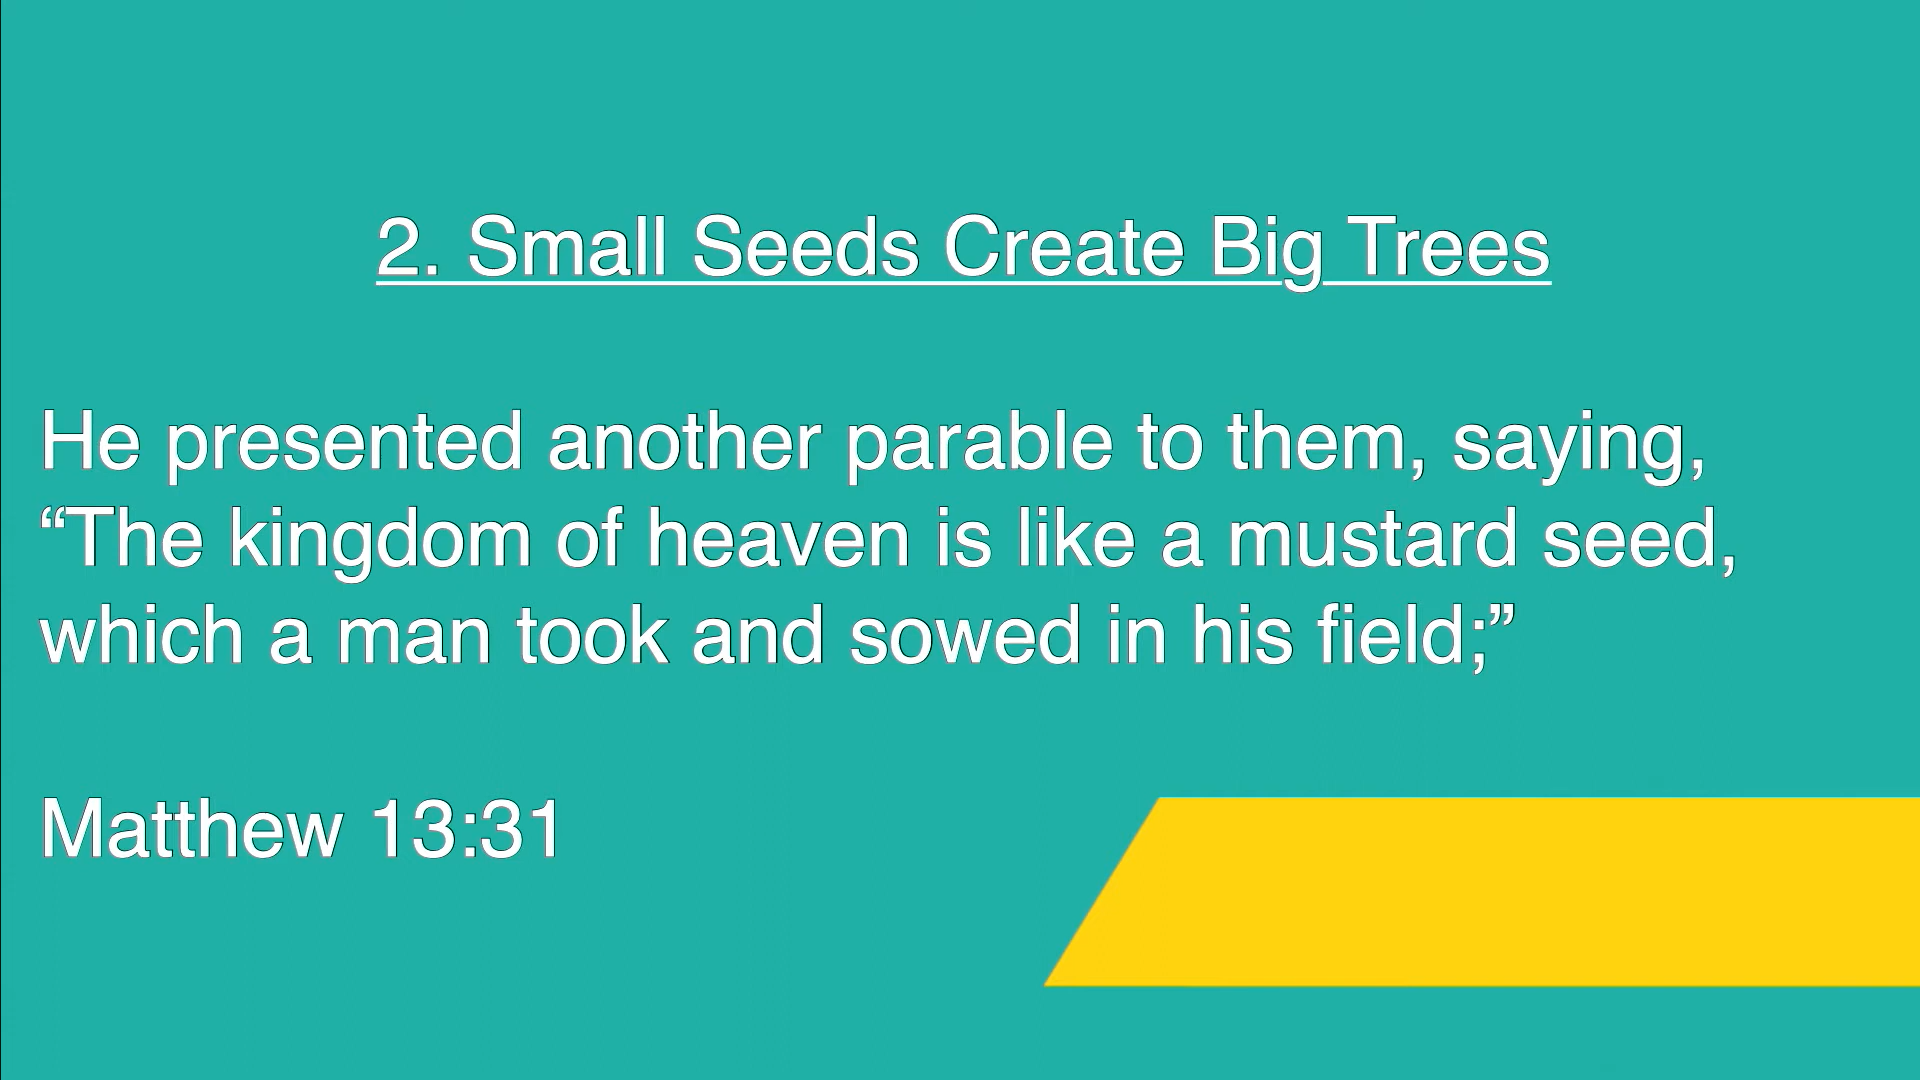 2. Small Seeds Create Big Trees
He presented another parable to them, saying,
“The kingdom of heaven is like a mustard seed,
which a man took and sowed in his field;”
Matthew 13:31